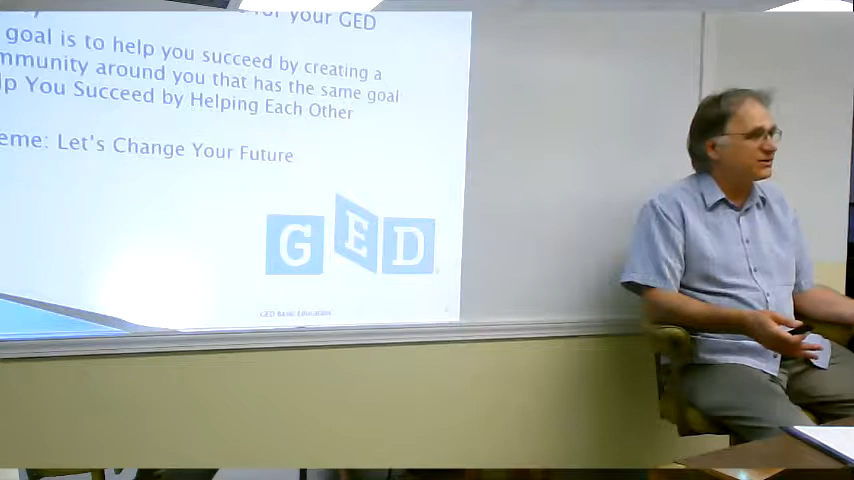 for your GED
goal is to help you succeed by creating a
mmunity around you that has the same goal
lp You Succeed by Helping Each Other
eme: Let's Change Your Future
GED
GED BASIC EDUCATION